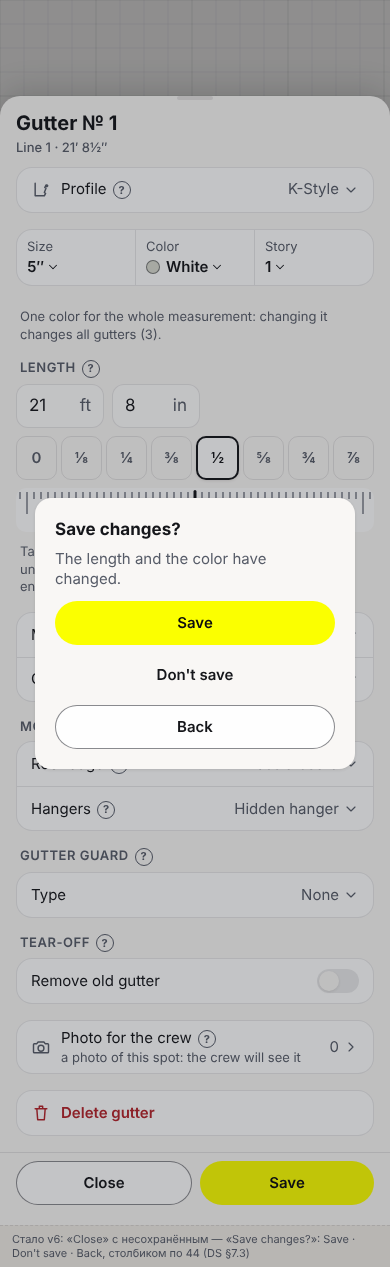 Gutter № 1
Line 1 · 21′ 8½″
Profile ?
K-Style
Size
Color
Story
5″
White
1
One color for the whole measurement: changing it
changes all gutters (3).
LENGTH ?
21 ft
8 in
0
⅛
¼
⅜
½
⅝
¾
⅞
Save changes?
The length and the color have
changed.
Save
Don't save
Back
Hangers ?
Hidden hanger
GUTTER GUARD ?
Type
None
TEAR-OFF ?
Remove old gutter
Photo for the crew ?
a photo of this spot: the crew will see it
0
Delete gutter
Close
Save
Стало v6: «Close» с несохранённым — «Save changes?»: Save ·
Don't save · Back, столбиком по 44 (DS §7.3)